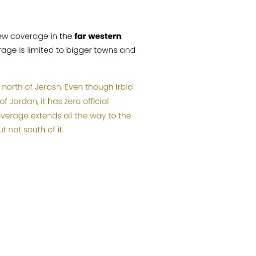 ew coverage in the far western
rage is limited to bigger towns and
north of Jerash. Even though Irbid
of Jordan, it has zero official
verage extends all the way to the
ut not south of it.